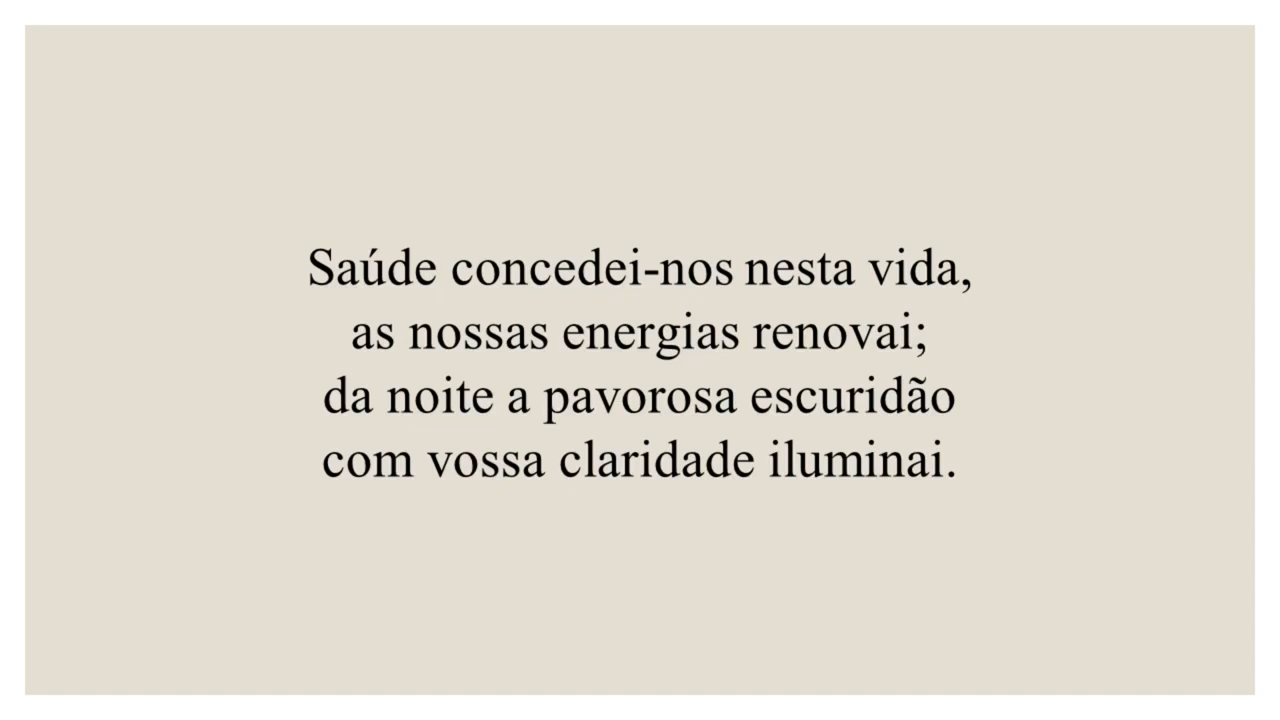 Saúde concedei-nos nesta vida,
as nossas energias renovai;
da noite a pavorosa escuridão
com vossa claridade iluminai.